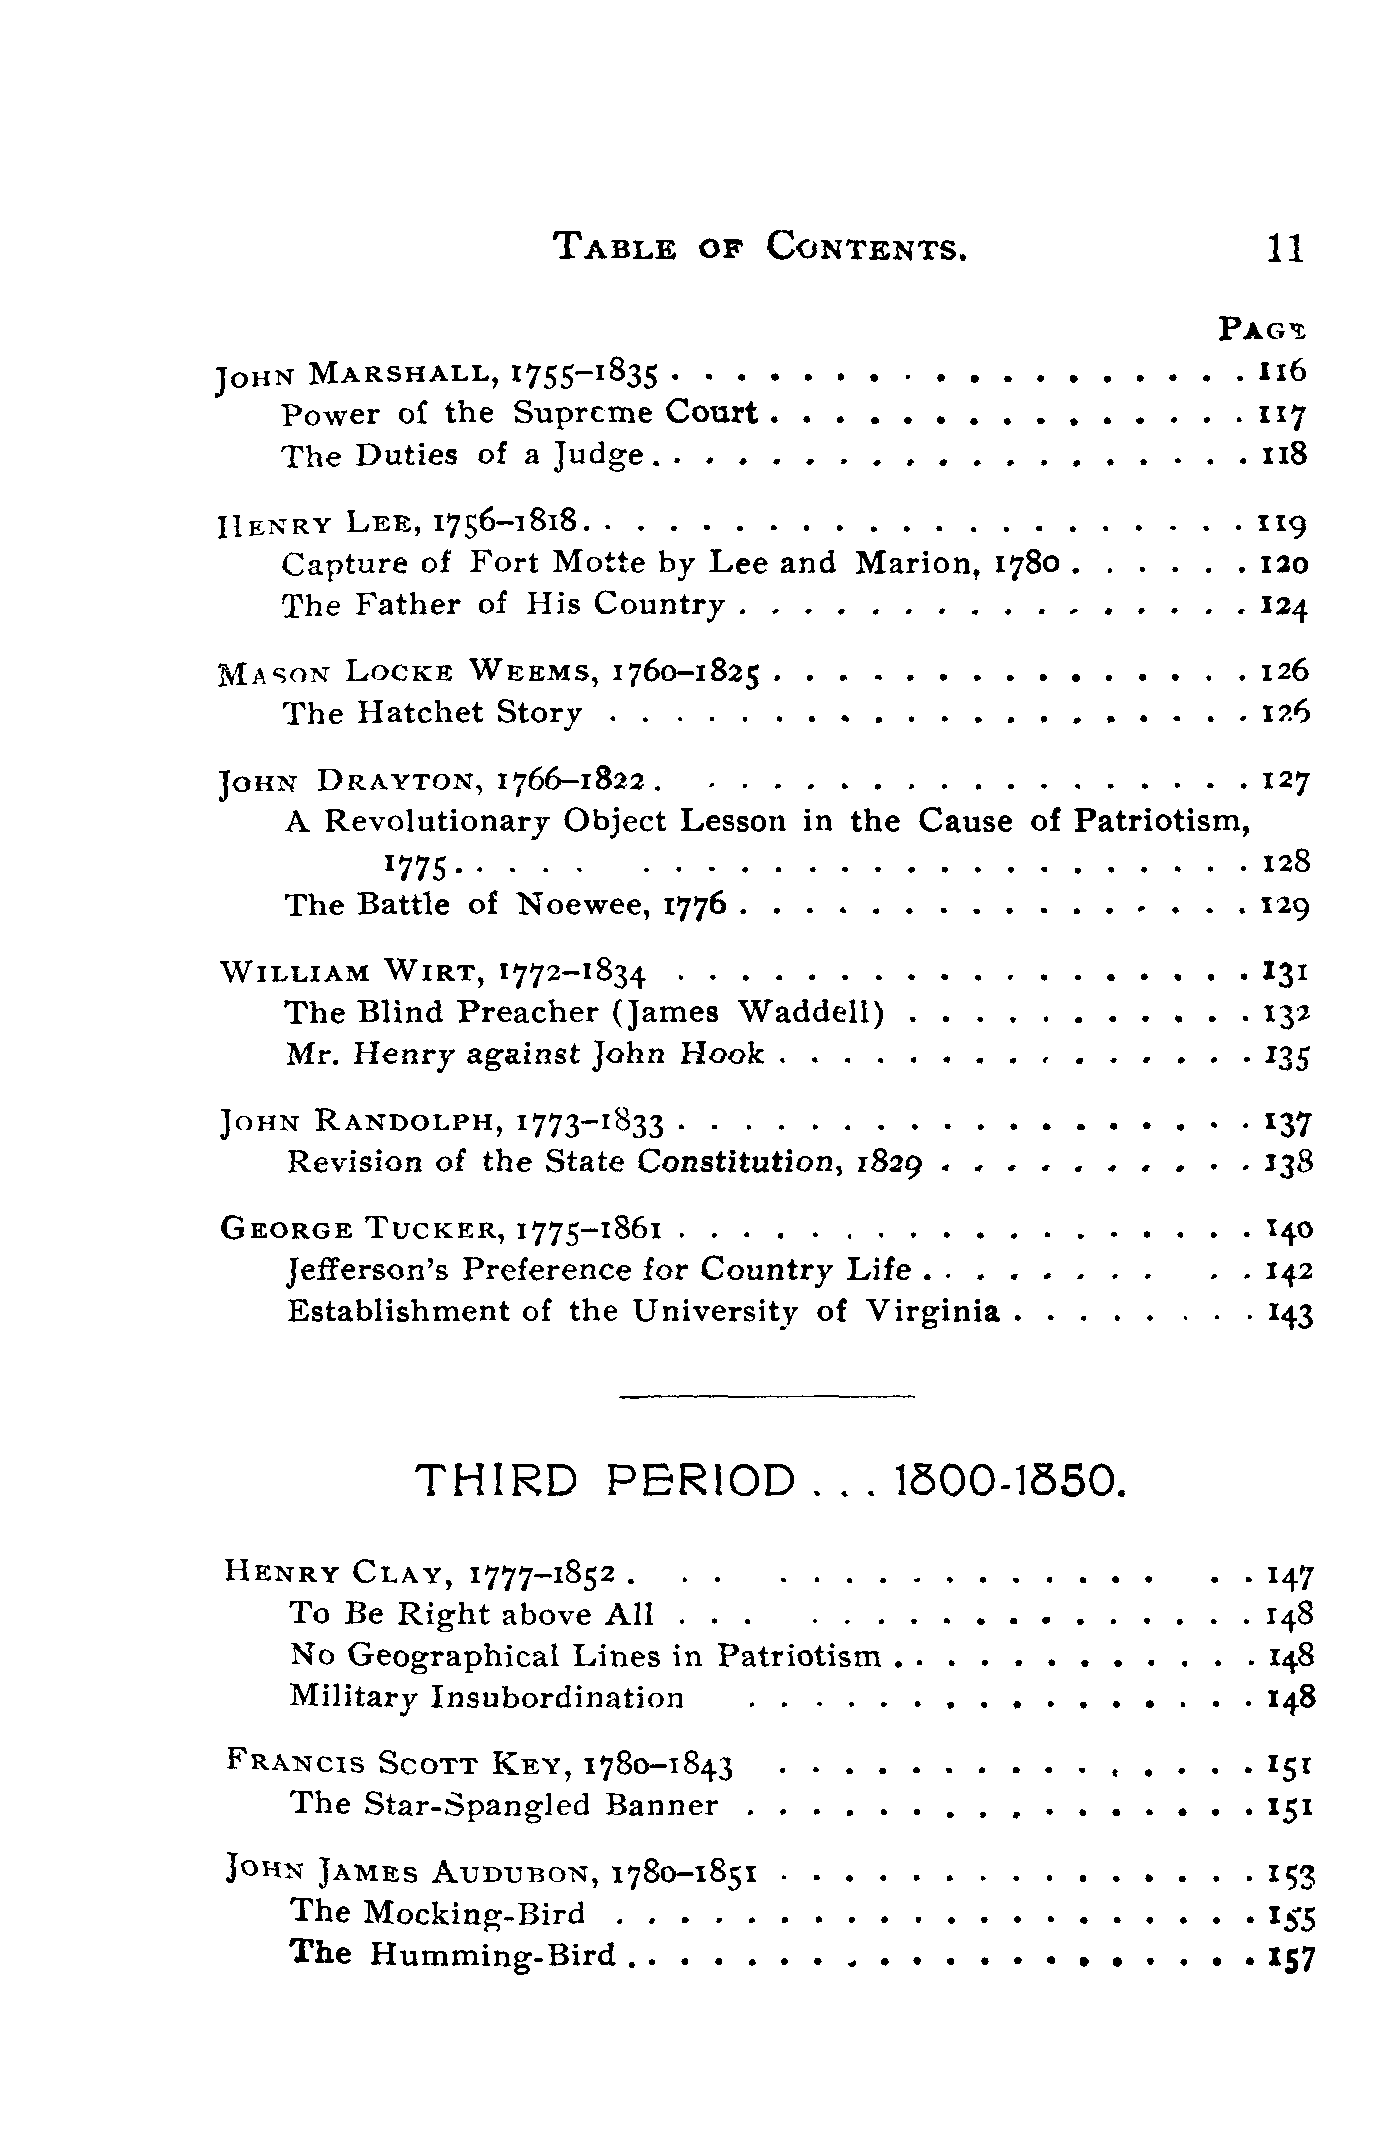 TABLE OF CONTENTS. 11
PAGE
JOHN MARSHALL, 1755–1835 . . . . . . . . . . . . . . . . . . 116
Power of the Supreme Court . . . . . . . . . . . . . . . 117
The Duties of a Judge . . . . . . . . . . . . . . . . . . . 118
HENRY LEE, 1756–1818 . . . . . . . . . . . . . . . . . . . . . 119
Capture of Fort Motte by Lee and Marion, 1780 . . . . . . 120
The Father of His Country . . . . . . . . . . . . . . . . 124
MASON LOCKE WEEMS, 1760–1825 . . . . . . . . . . . . . . . 126
The Hatchet Story . . . . . . . . . . . . . . . . . . . . 126
JOHN DRAYTON, 1766–1822 . . . . . . . . . . . . . . . . . . 127
A Revolutionary Object Lesson in the Cause of Patriotism,
1775 . . . . . . . . . . . . . . . . . . . . . . . . 128
The Battle of Noewee, 1776 . . . . . . . . . . . . . . . . 129
WILLIAM WIRT, 1772–1834 . . . . . . . . . . . . . . . . . . 131
The Blind Preacher (James Waddell) . . . . . . . . . . . 132
Mr. Henry against John Hook . . . . . . . . . . . . . . . 135
JOHN RANDOLPH, 1773–1833 . . . . . . . . . . . . . . . . . . 137
Revision of the State Constitution, 1829 . . . . . . . . . . 138
GEORGE TUCKER, 1775–1861 . . . . . . . . . . . . . . . . . . 140
Jefferson's Preference for Country Life . . . . . . . . . . 142
Establishment of the University of Virginia . . . . . . . . 143
THIRD PERIOD . . . 1800-1850.
HENRY CLAY, 1777–1852 . . . . . . . . . . . . . . . . . 147
To Be Right above All . . . . . . . . . . . . . . . . . 148
No Geographical Lines in Patriotism . . . . . . . . . . . . 148
Military Insubordination . . . . . . . . . . . . . . . . 148
FRANCIS SCOTT KEY, 1780–1843 . . . . . . . . . . . . . . . 151
The Star-Spangled Banner . . . . . . . . . . . . . . . . 151
JOHN JAMES AUDUBON, 1780–1851 . . . . . . . . . . . . . . . 153
The Mocking-Bird . . . . . . . . . . . . . . . . . . . . 155
The Humming-Bird . . . . . . . . . . . . . . . . . . . . 157